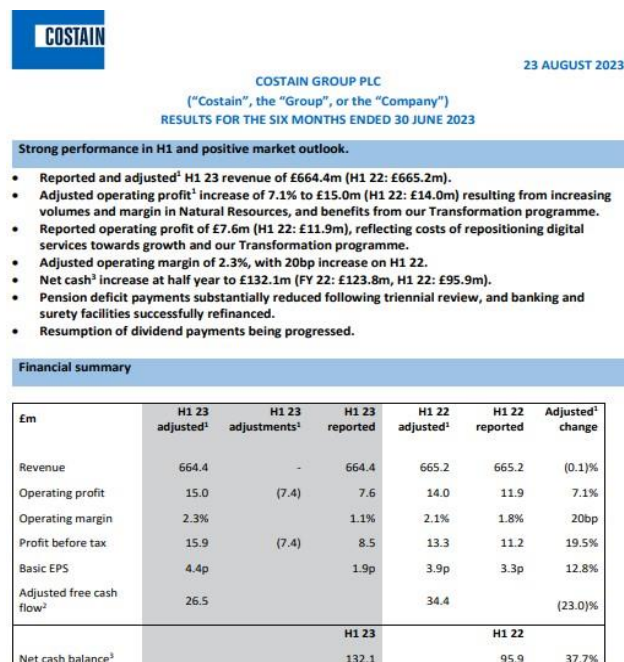 COSTAIN
23 AUGUST 2023
COSTAIN GROUP PLC
(“Costain”, the “Group”, or the “Company”)
RESULTS FOR THE SIX MONTHS ENDED 30 JUNE 2023
Strong performance in H1 and positive market outlook.
• Reported and adjusted¹ H1 23 revenue of £664.4m (H1 22: £665.2m).
• Adjusted operating profit¹ increase of 7.1% to £15.0m (H1 22: £14.0m) resulting from increasing
volumes and margin in Natural Resources, and benefits from our Transformation programme.
• Reported operating profit of £7.6m (H1 22: £11.9m), reflecting costs of repositioning digital
services towards growth and our Transformation programme.
• Adjusted operating margin of 2.3%, with 20bp increase on H1 22.
• Net cash³ increase at half year to £132.1m (FY 22: £123.8m, H1 22: £95.9m).
• Pension deficit payments substantially reduced following triennial review, and banking and
surety facilities successfully refinanced.
• Resumption of dividend payments being progressed.
Financial summary
£m H1 23 adjusted¹ H1 23 adjustments¹ H1 23 reported H1 22 adjusted¹ H1 22 reported Adjusted¹ change
Revenue 664.4 - 664.4 665.2 665.2 (0.1)%
Operating profit 15.0 (7.4) 7.6 14.0 11.9 7.1%
Operating margin 2.3% 1.1% 2.1% 1.8% 20bp
Profit before tax 15.9 (7.4) 8.5 13.3 11.2 19.5%
Basic EPS 4.4p 1.9p 3.9p 3.3p 12.8%
Adjusted free cash flow² 26.5 34.4 (23.0)%
H1 23 H1 22
Net cash balance³ 132.1 95.9 37.7%